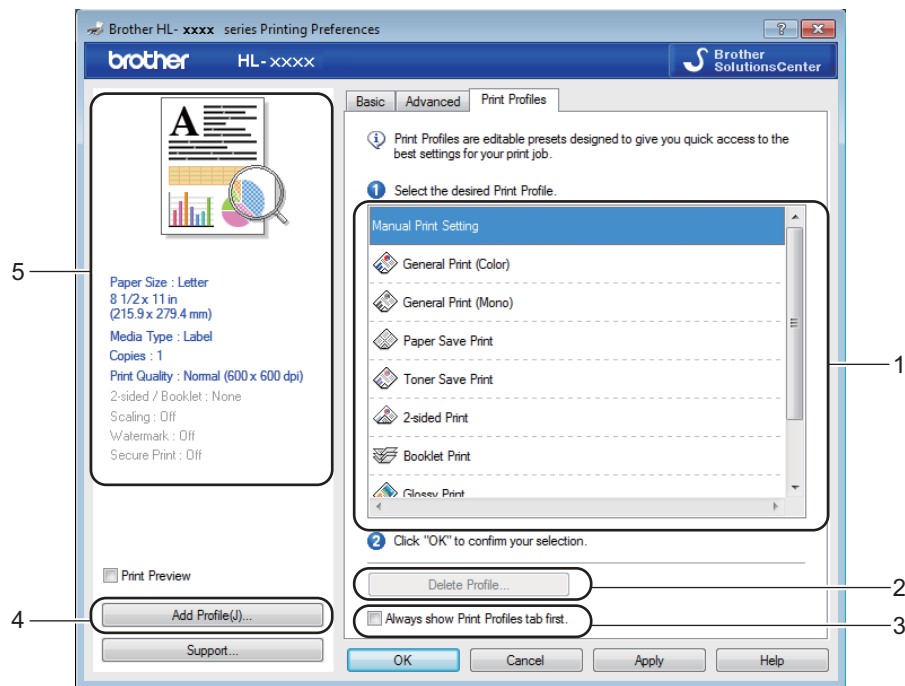 Brother HL- xxxx series Printing Preferences
brother HL-xxxx
Brother
SolutionsCenter
A
Paper Size : Letter
8 1/2 x 11 in
(215.9 x 279.4 mm)
Media Type : Label
Copies : 1
Print Quality : Normal (600 x 600 dpi)
2-sided / Booklet : None
Scaling : Off
Watermark : Off
Secure Print : Off
Print Preview
Add Profile(J)...
Support...
Basic Advanced Print Profiles
Print Profiles are editable presets designed to give you quick access to the
best settings for your print job.
1 Select the desired Print Profile.
Manual Print Setting
General Print (Color)
General Print (Mono)
Paper Save Print
Toner Save Print
2-sided Print
Booklet Print
Glossy Print
2 Click "OK" to confirm your selection.
Delete Profile...
Always show Print Profiles tab first.
OK Cancel Apply Help
5
4
1
2
3